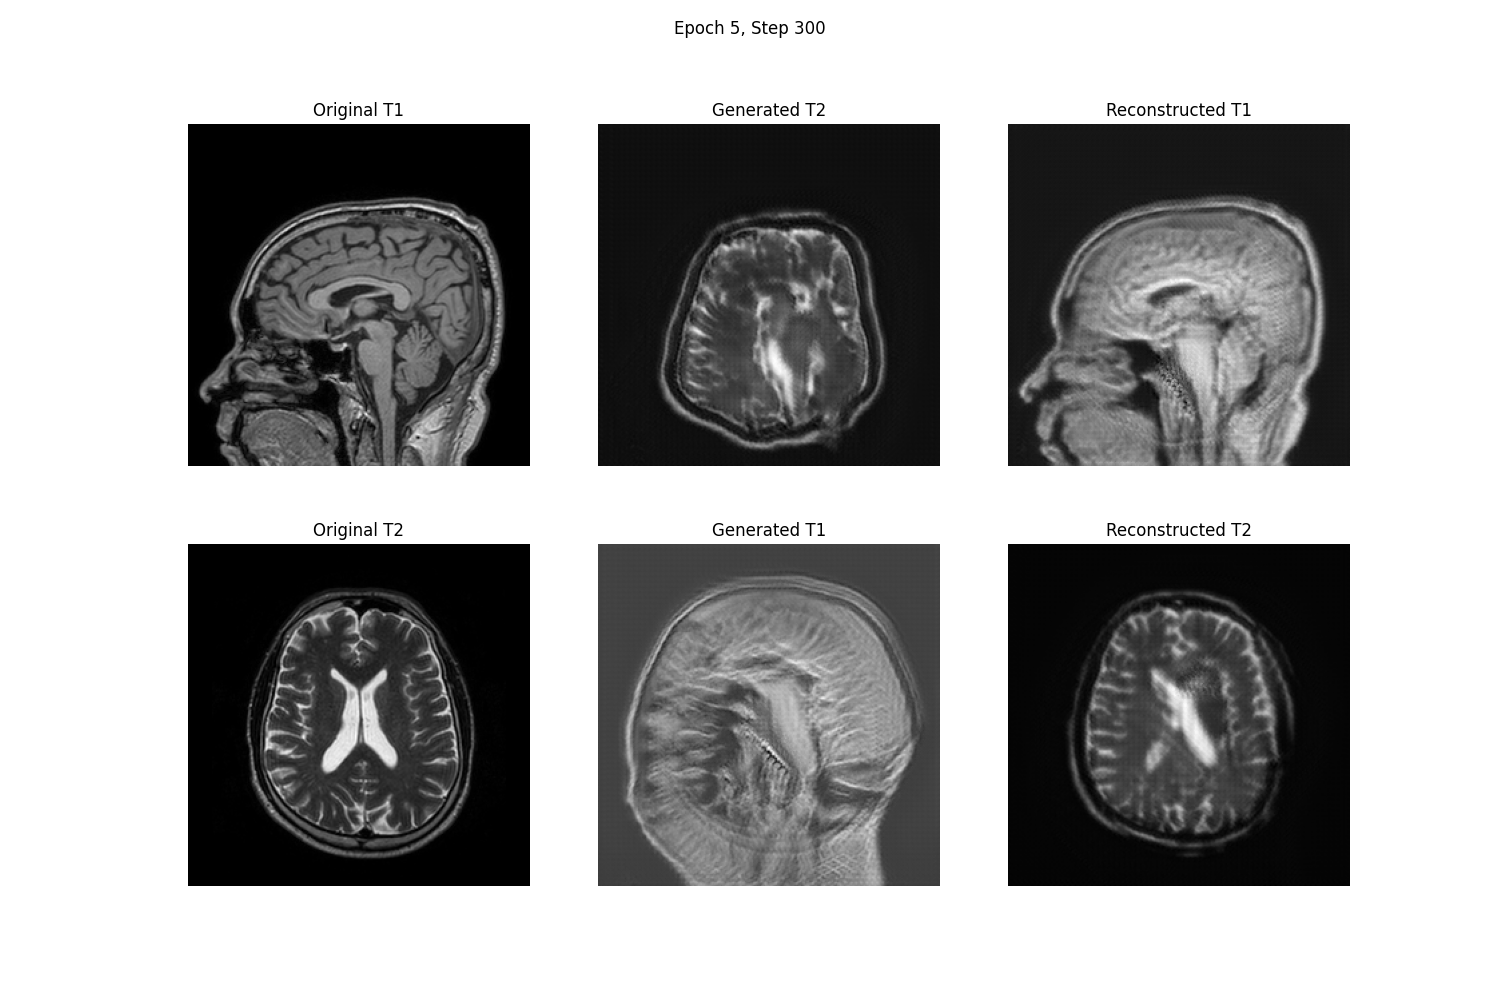 Epoch 5, Step 300
Original T1
Generated T2
Reconstructed T1
Original T2
Generated T1
Reconstructed T2